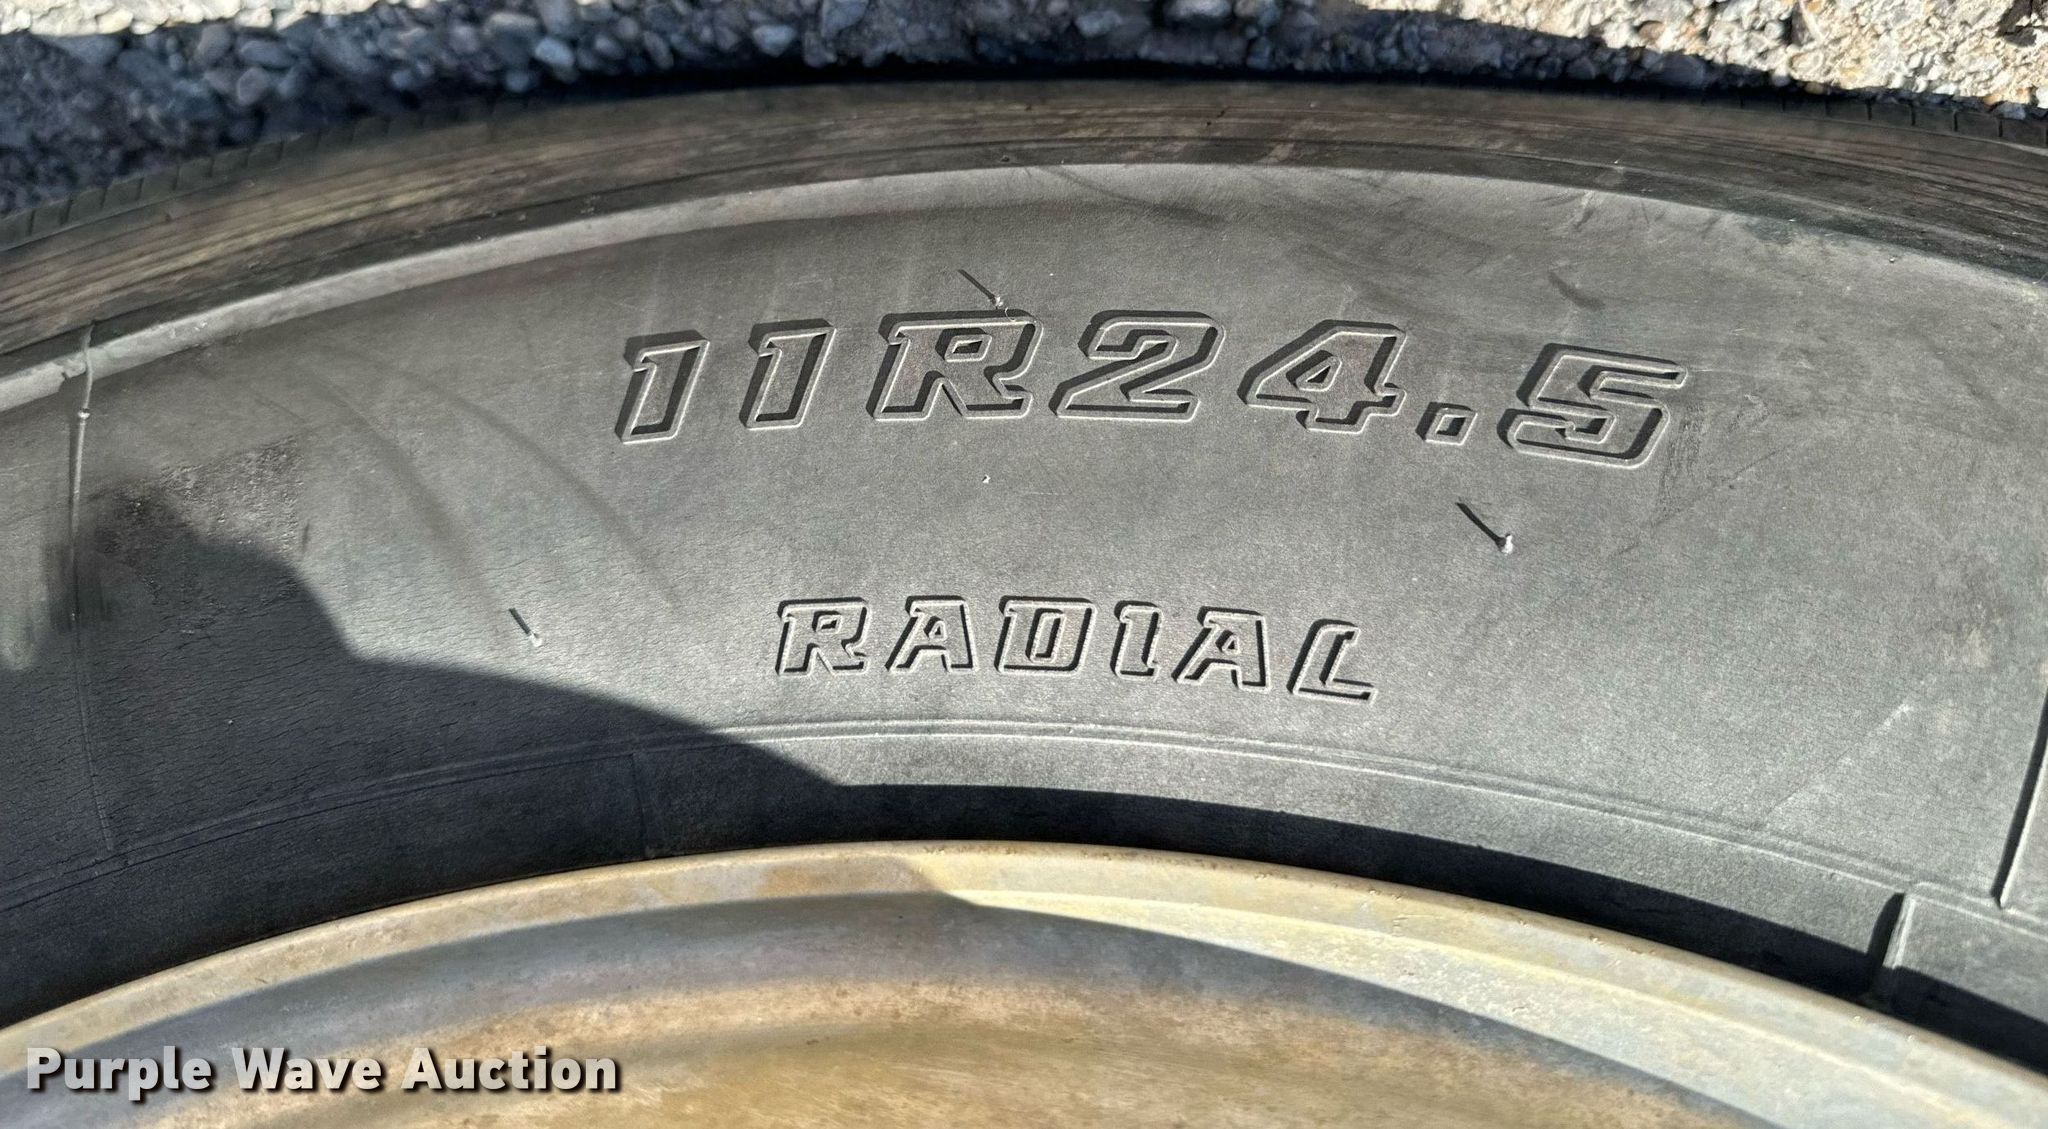 11R24.5
RADIAL
Purple Wave Auction